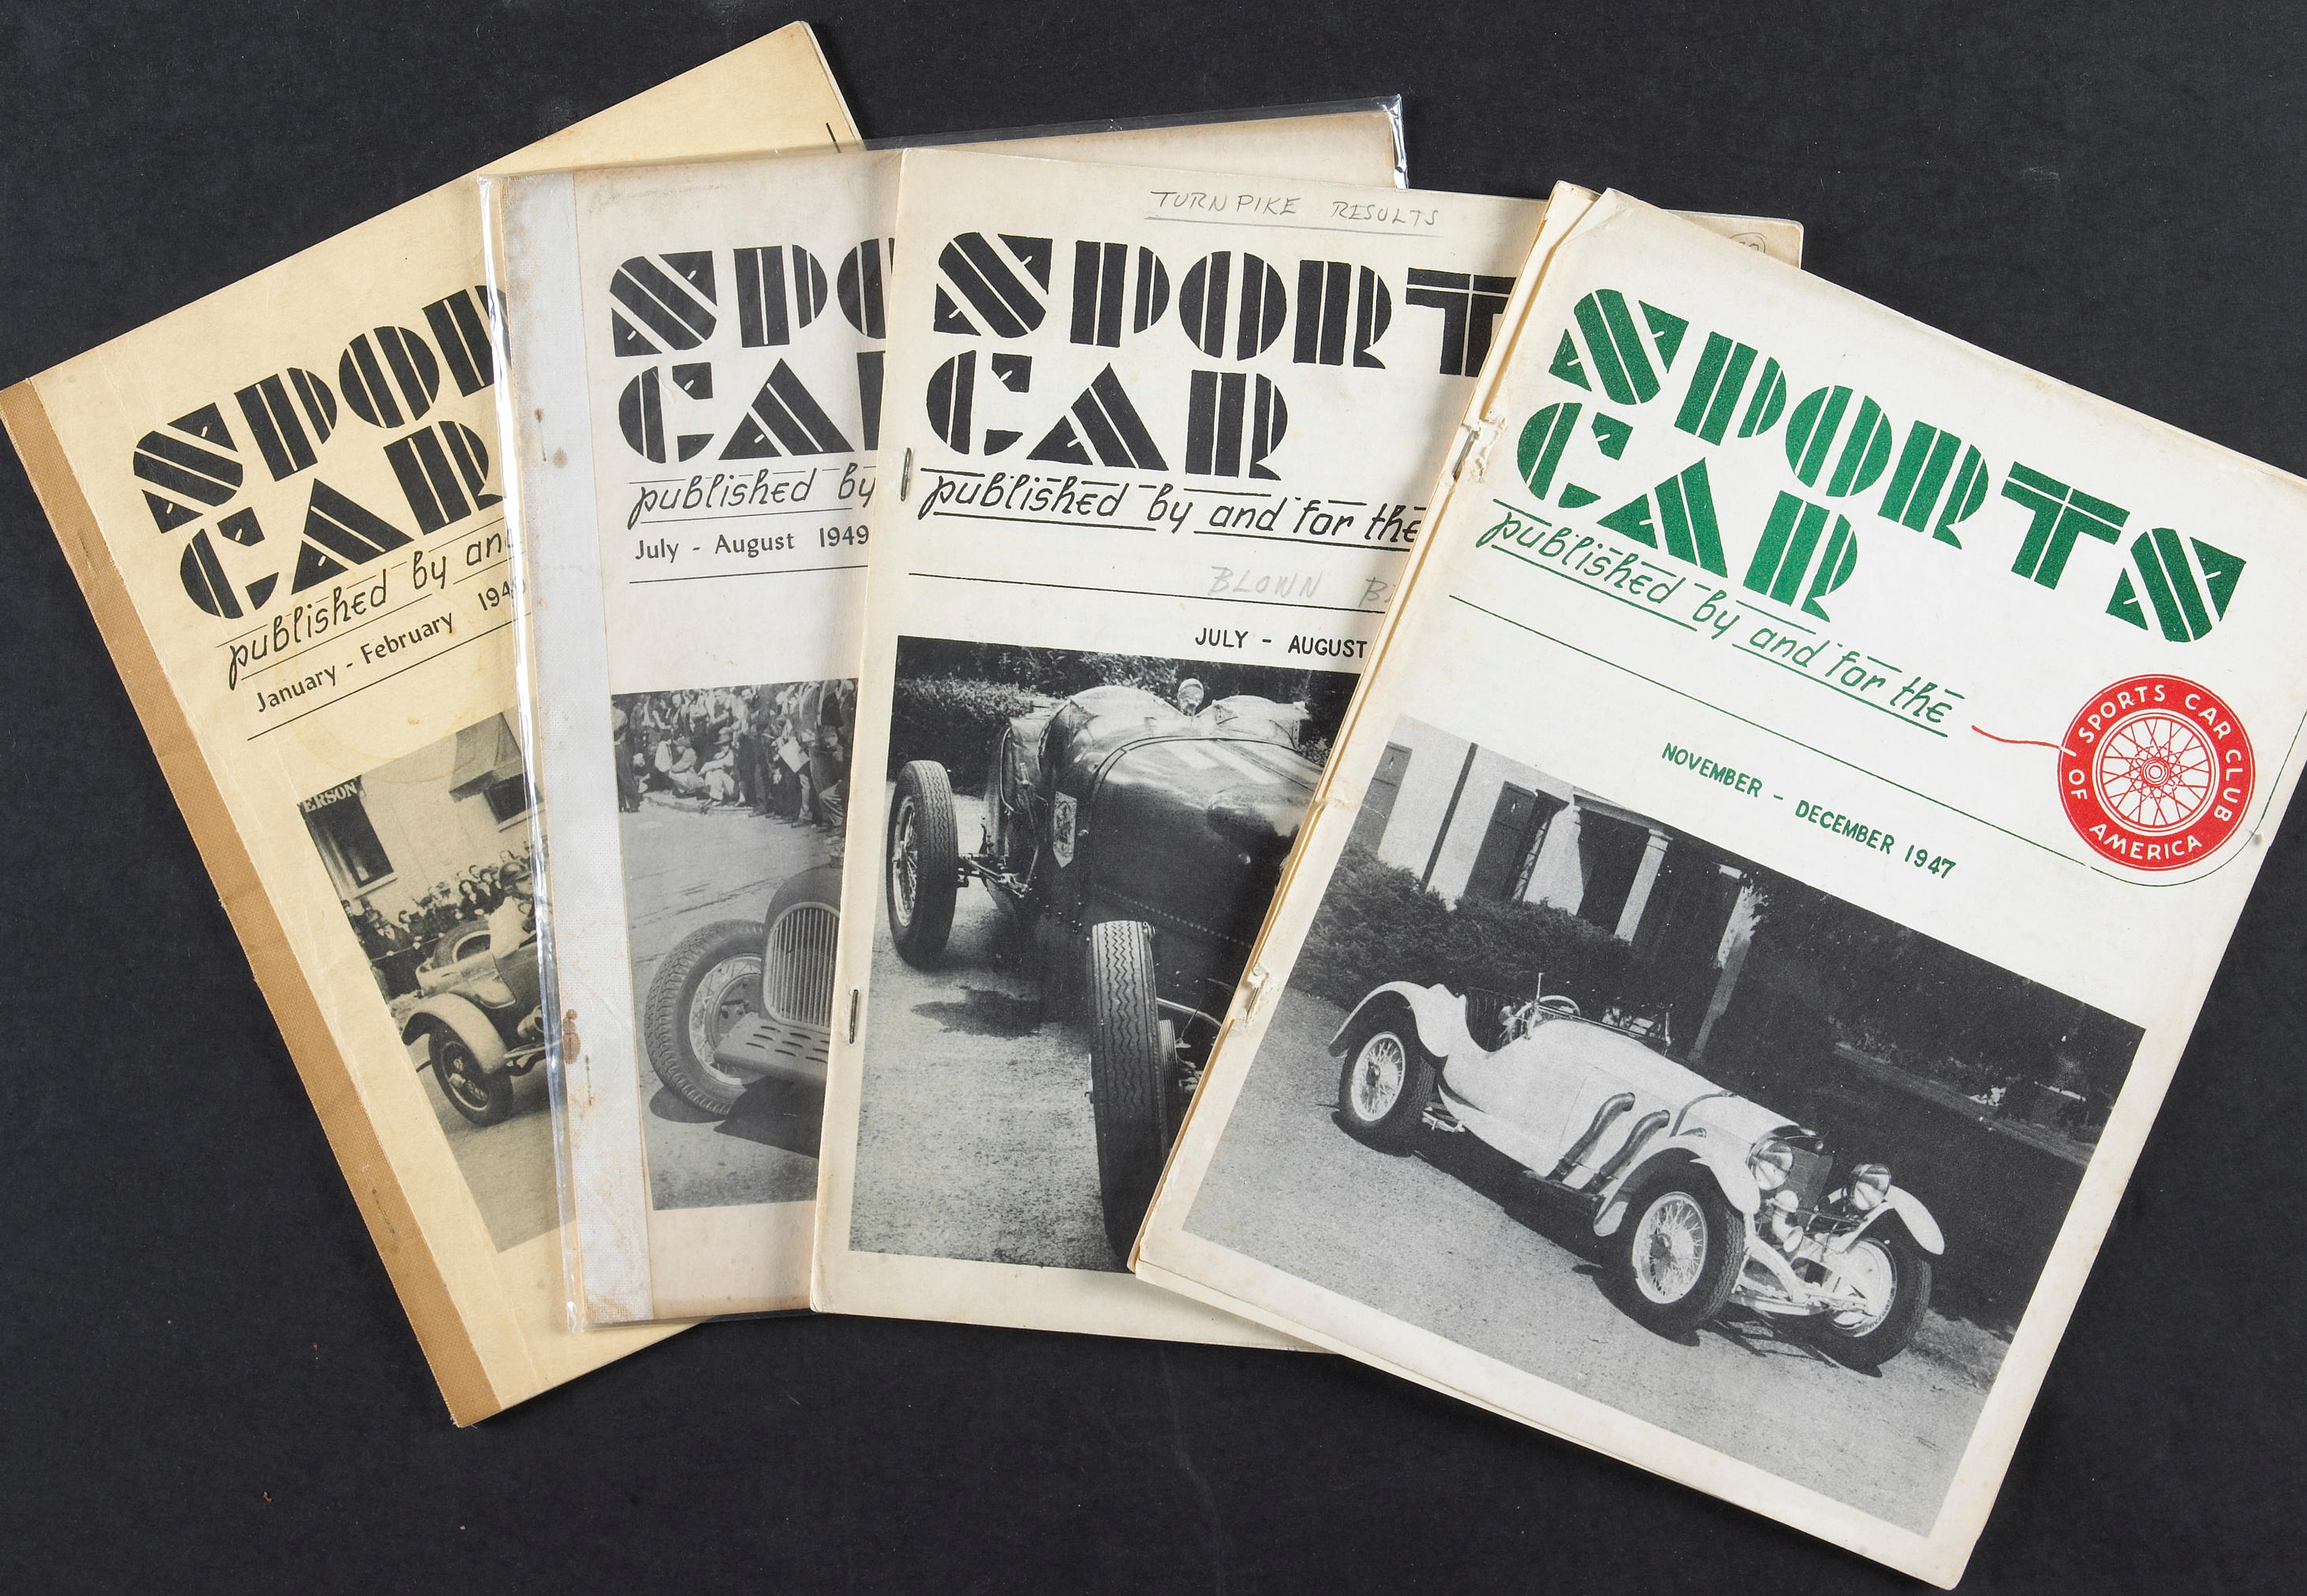 SPOR
CAR
published by and
January - February 194
ERSON
SPO
CAR
published by
July - August 1949
TURNPIKE RESULTS
SPORT
CAR
published by and for the
BLOWN
JULY - AUGUST
SPORTS
CAR
published by and for the
SPORTS CAR CLUB
OF AMERICA
NOVEMBER - DECEMBER 1947